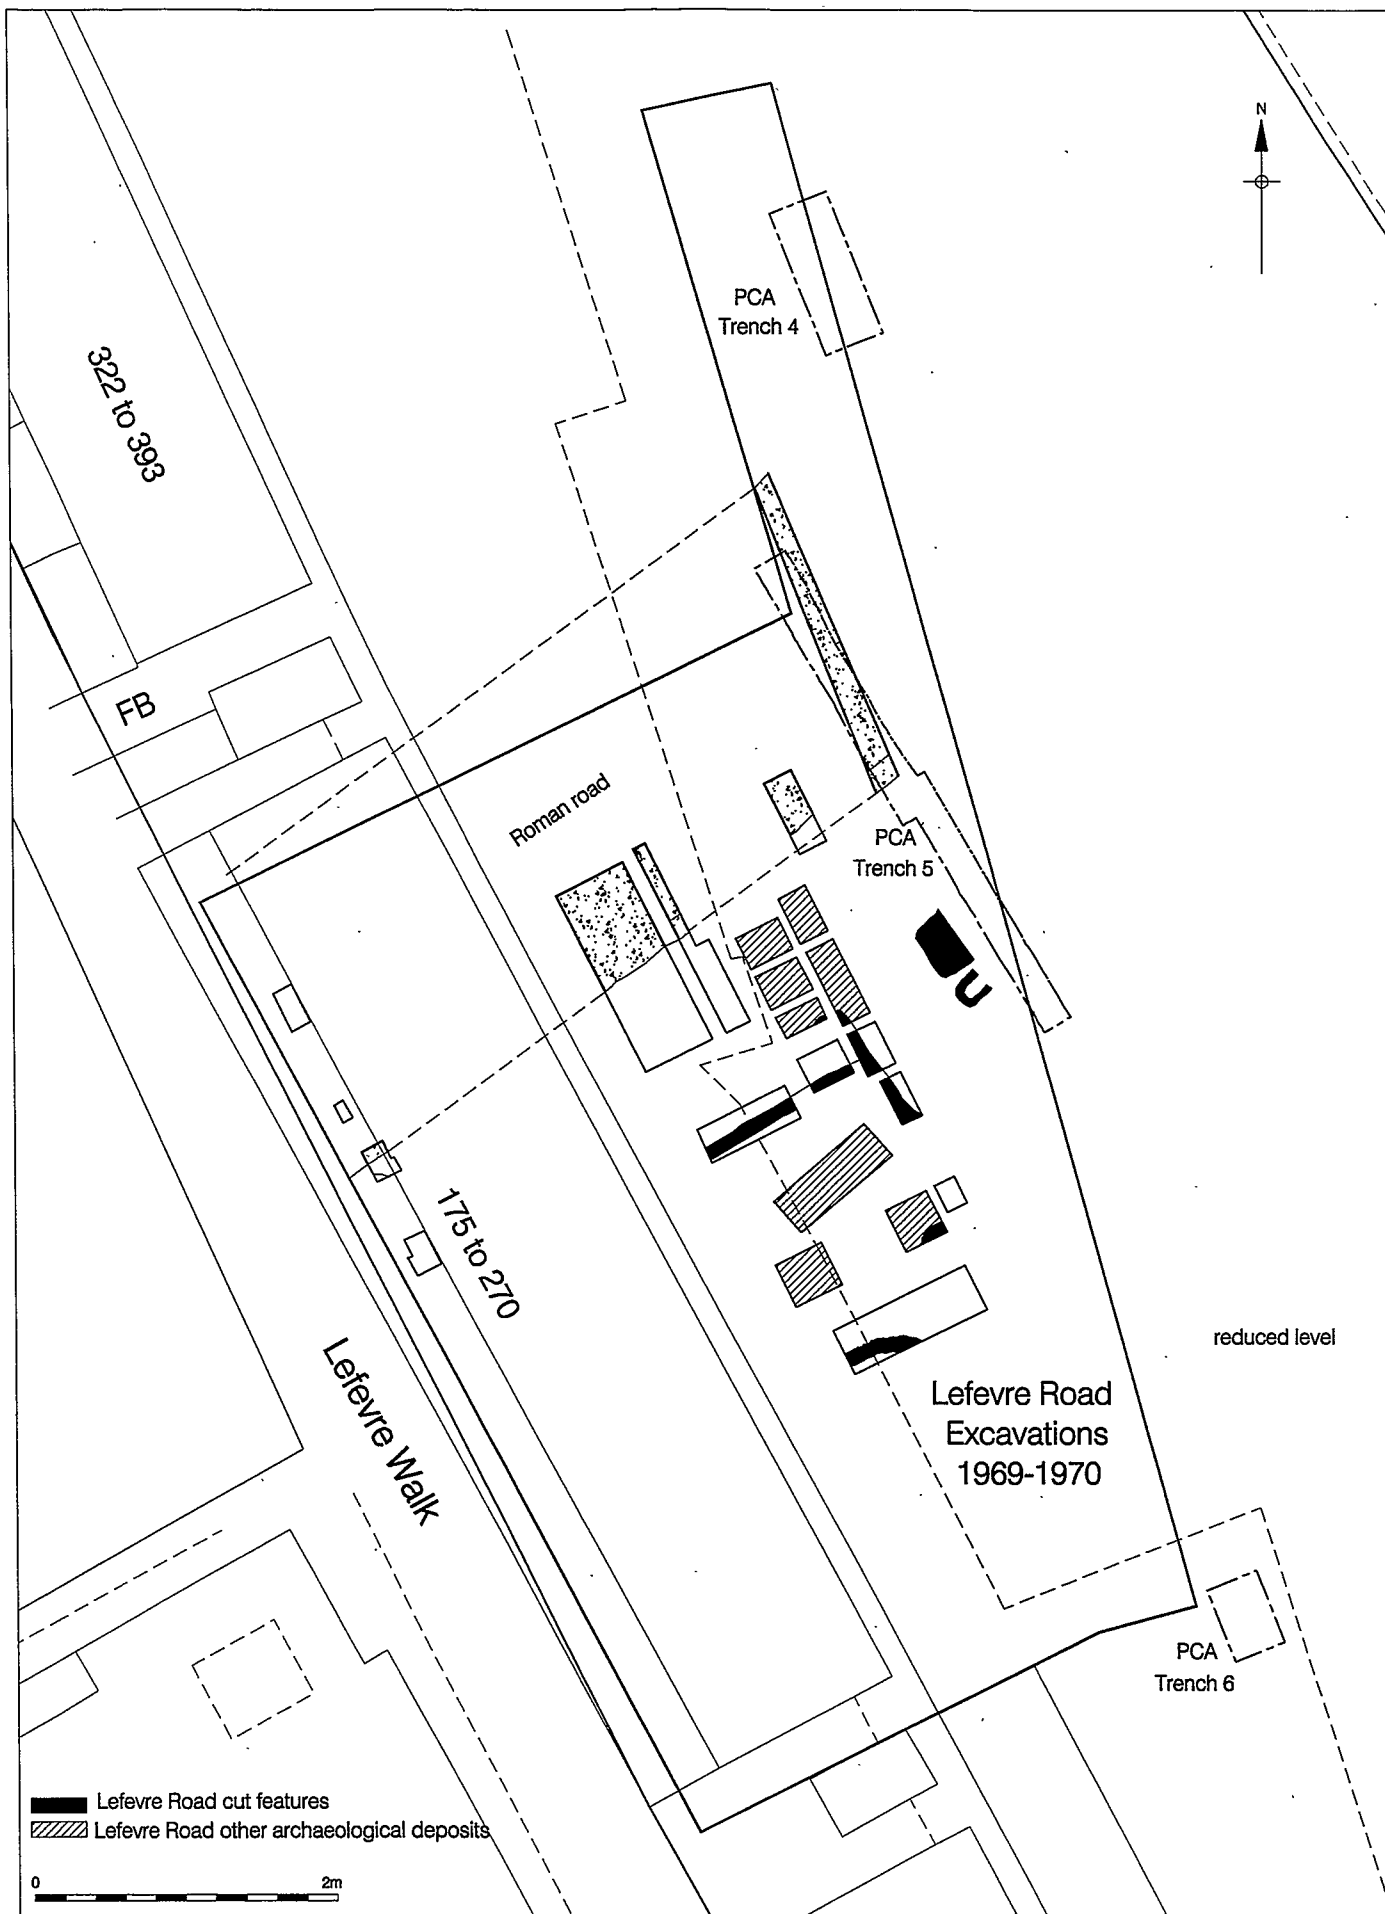 N
PCA
Trench 4
322 to 393
FB
Roman road
PCA
Trench 5
175 to 270
Lefevre Walk
reduced level
Lefevre Road
Excavations
1969-1970
PCA
Trench 6
Lefevre Road cut features
Lefevre Road other archaeological deposits
0 2m